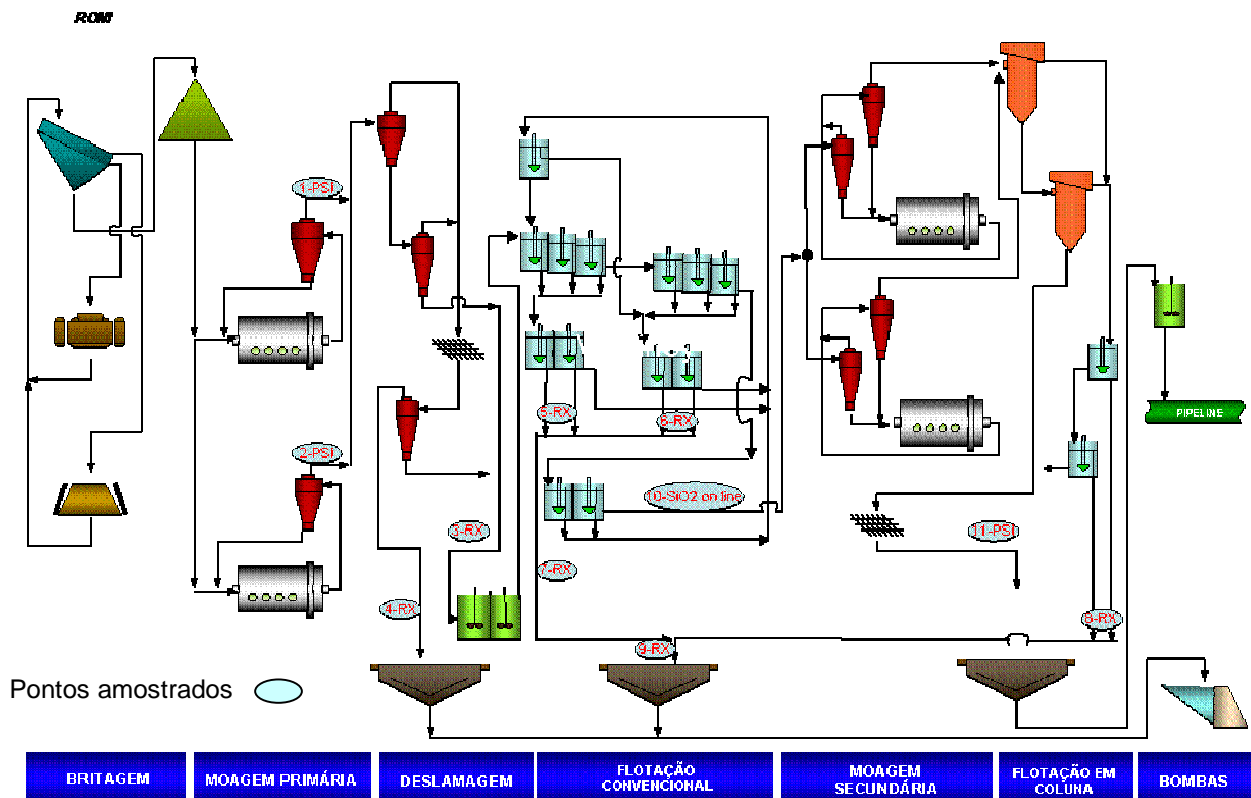 ROM
1-PSI
2-PSI
PIPELINE
5-RX
6-RX
10-SiO2 on line
3-RX
11-PSI
7-RX
4-RX
8-RX
9-RX
Pontos amostrados
BRITAGEM
MOAGEM PRIMÁRIA
DESLAMAGEM
FLOTAÇÃO
CONVENCIONAL
MOAGEM
SECUNDÁRIA
FLOTAÇÃO EM
COLUNA
BOMBAS